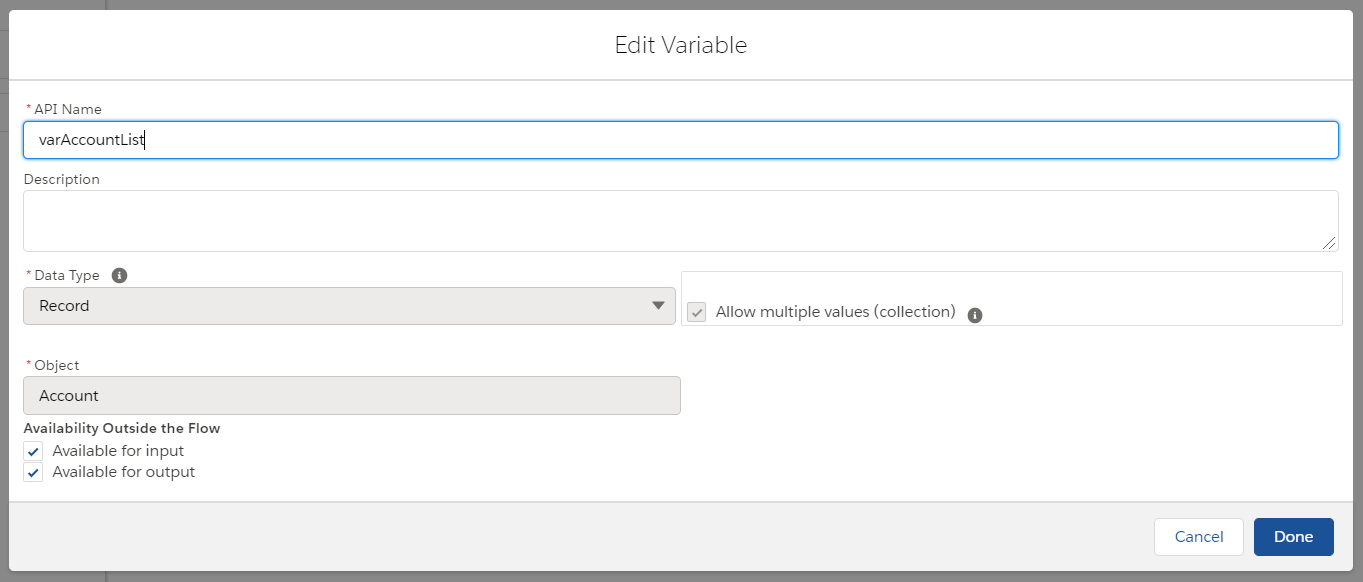 Edit Variable
* API Name
varAccountList
Description
* Data Type
Record
Allow multiple values (collection)
* Object
Account
Availability Outside the Flow
Available for input
Available for output
Cancel
Done